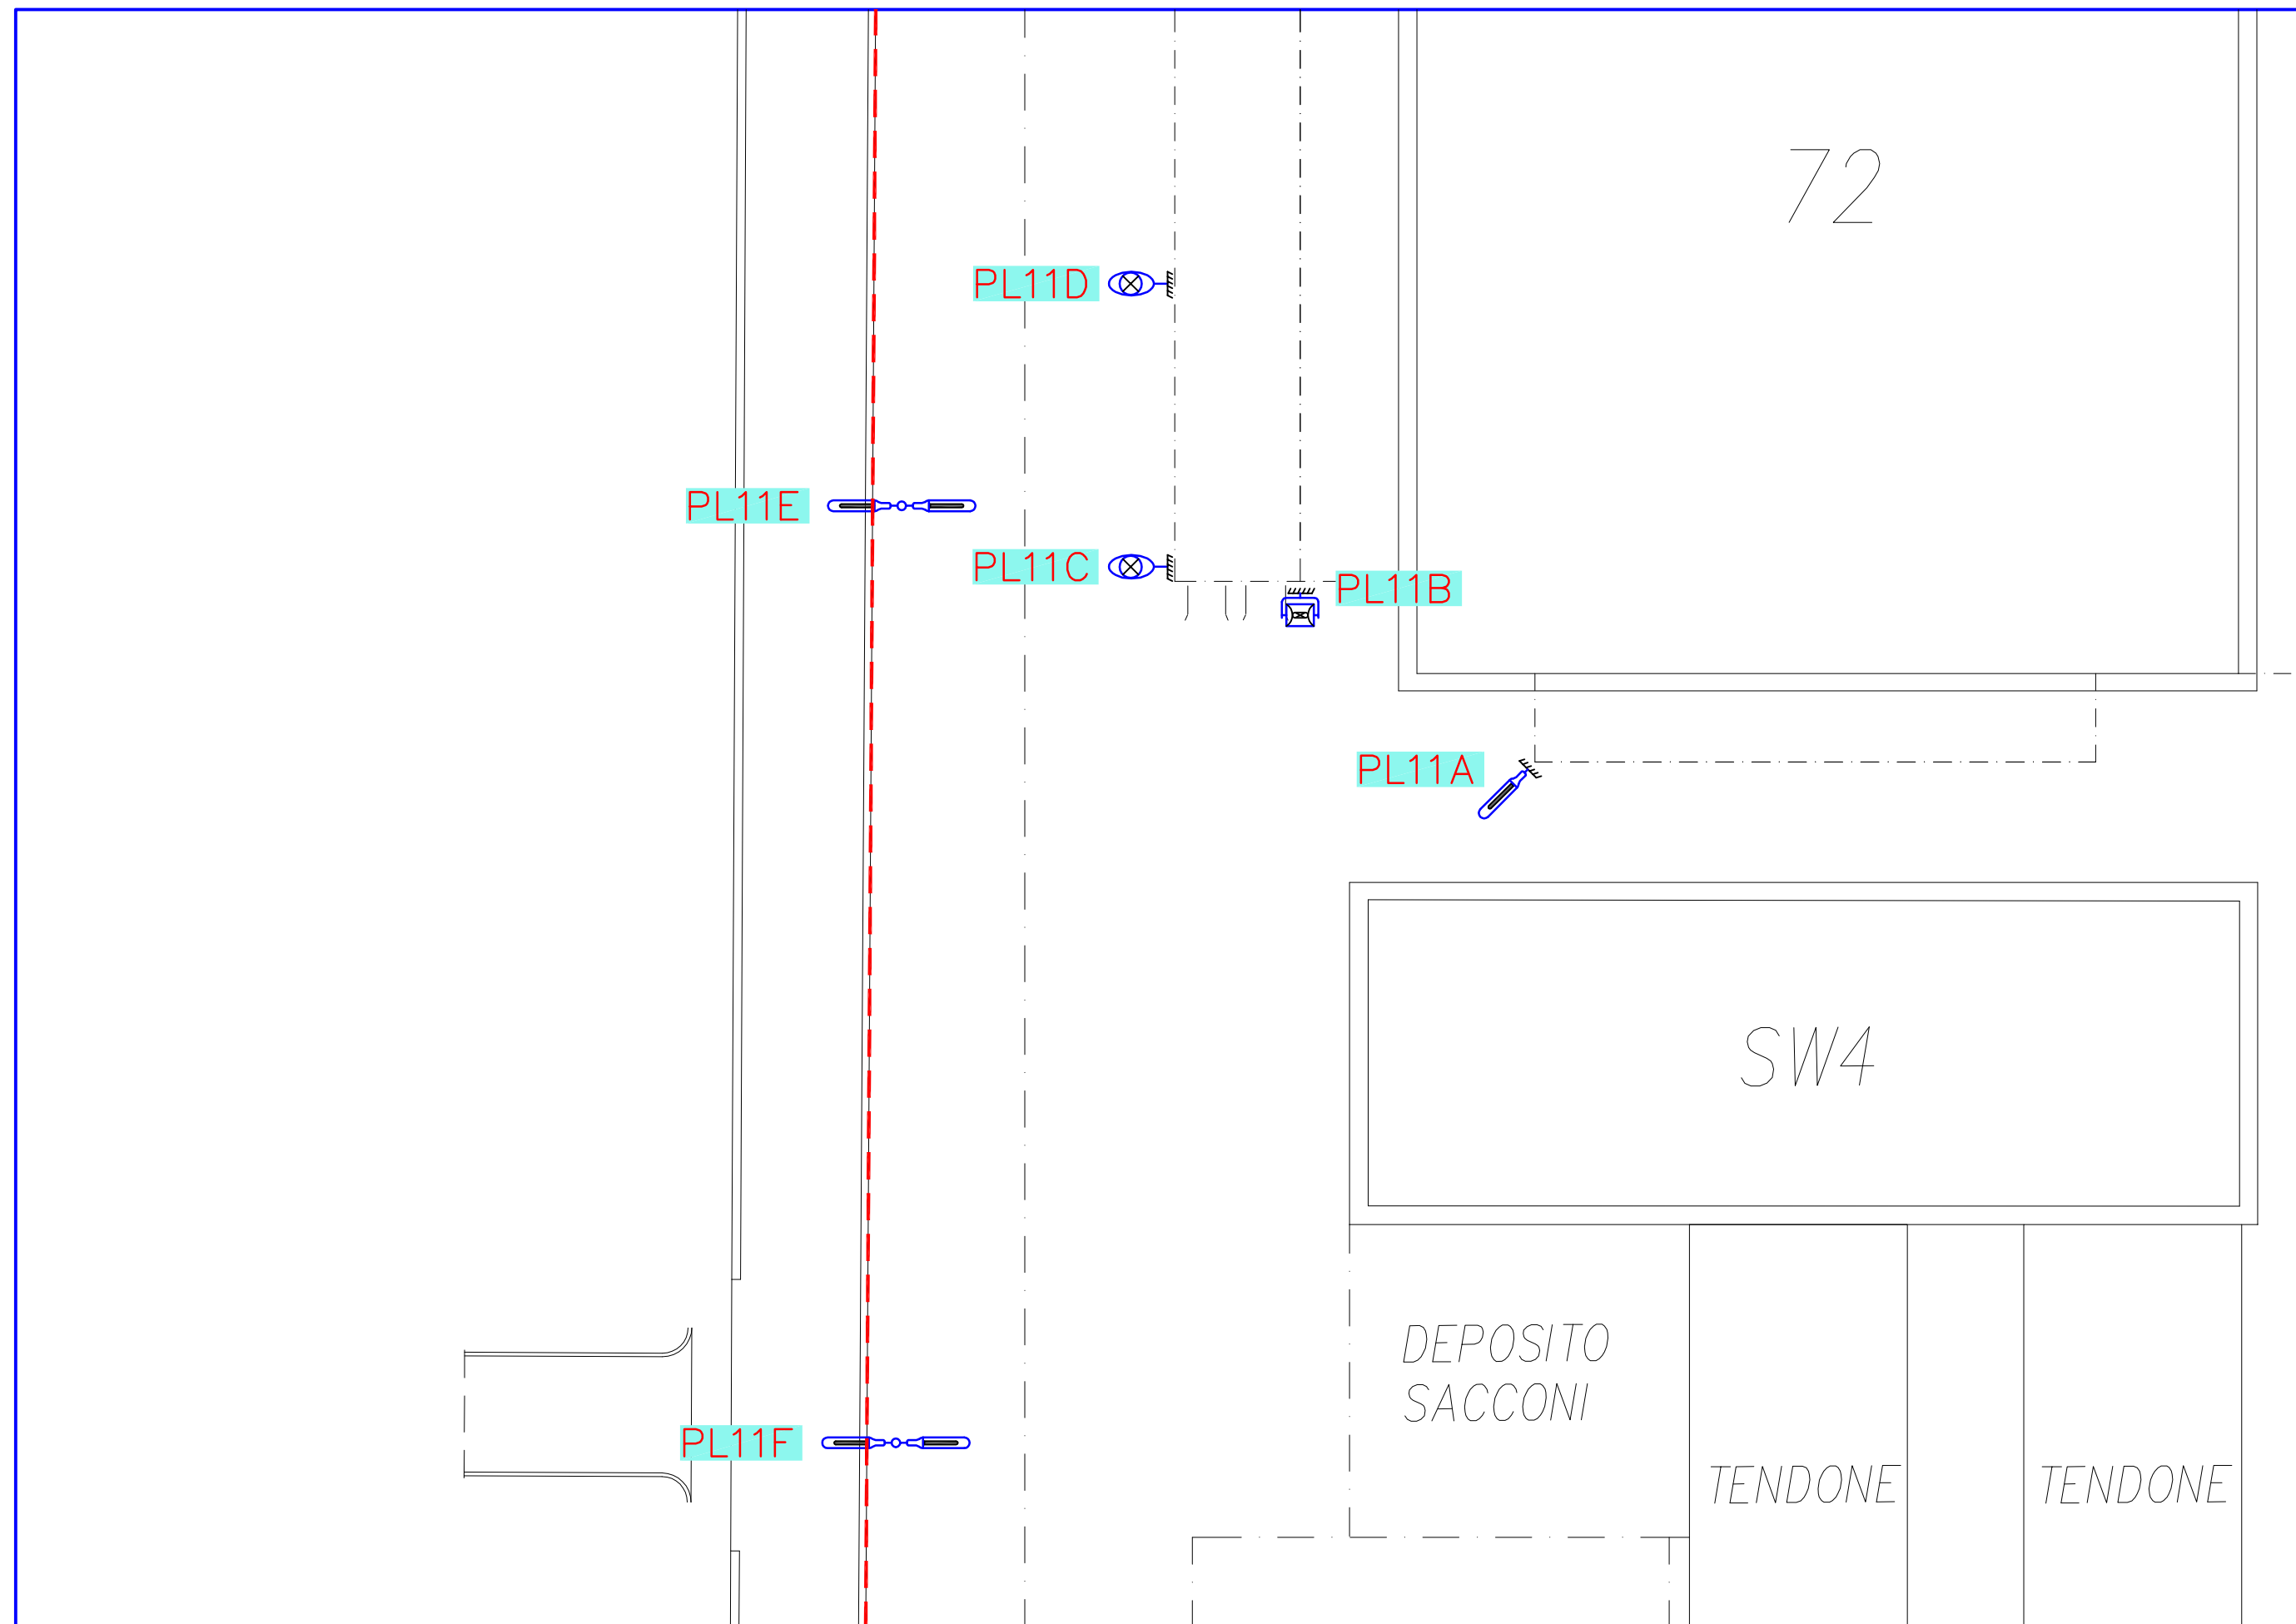 72
PL11D
PL11E
PL11C
PL11B
PL11A
SW4
DEPOSITO
SACCONI
PL11F
TENDONE
TENDONE